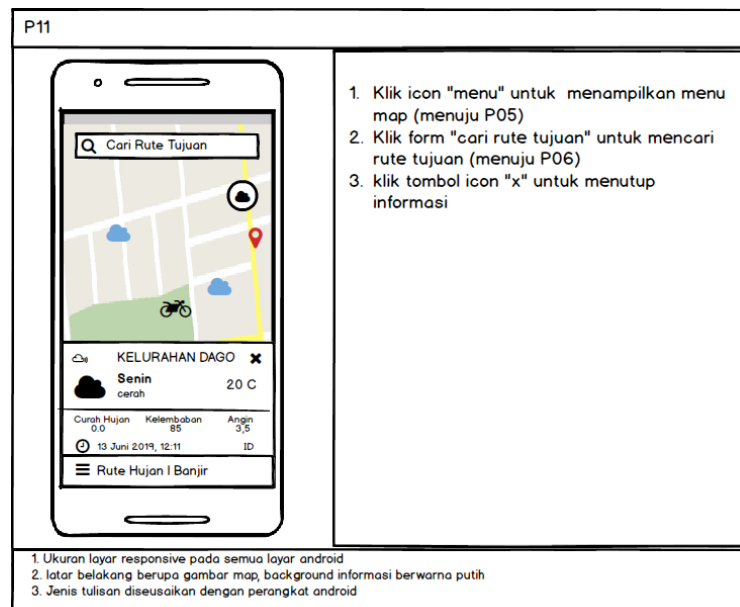 P11
Cari Rute Tujuan
KELURAHAN DAGO
Senin
cerah
20 C
Curah Hujan Kelembaban Angin
0.0 85 3,5
13 Juni 2019, 12:11 ID
Rute Hujan | Banjir
1. Klik icon "menu" untuk menampilkan menu
map (menuju P05)
2. Klik form "cari rute tujuan" untuk mencari
rute tujuan (menuju P06)
3. klik tombol icon "x" untuk menutup
informasi
1. Ukuran layar responsive pada semua layar android
2. latar belakang berupa gambar map, background informasi berwarna putih
3. Jenis tulisan diseusaikan dengan perangkat android